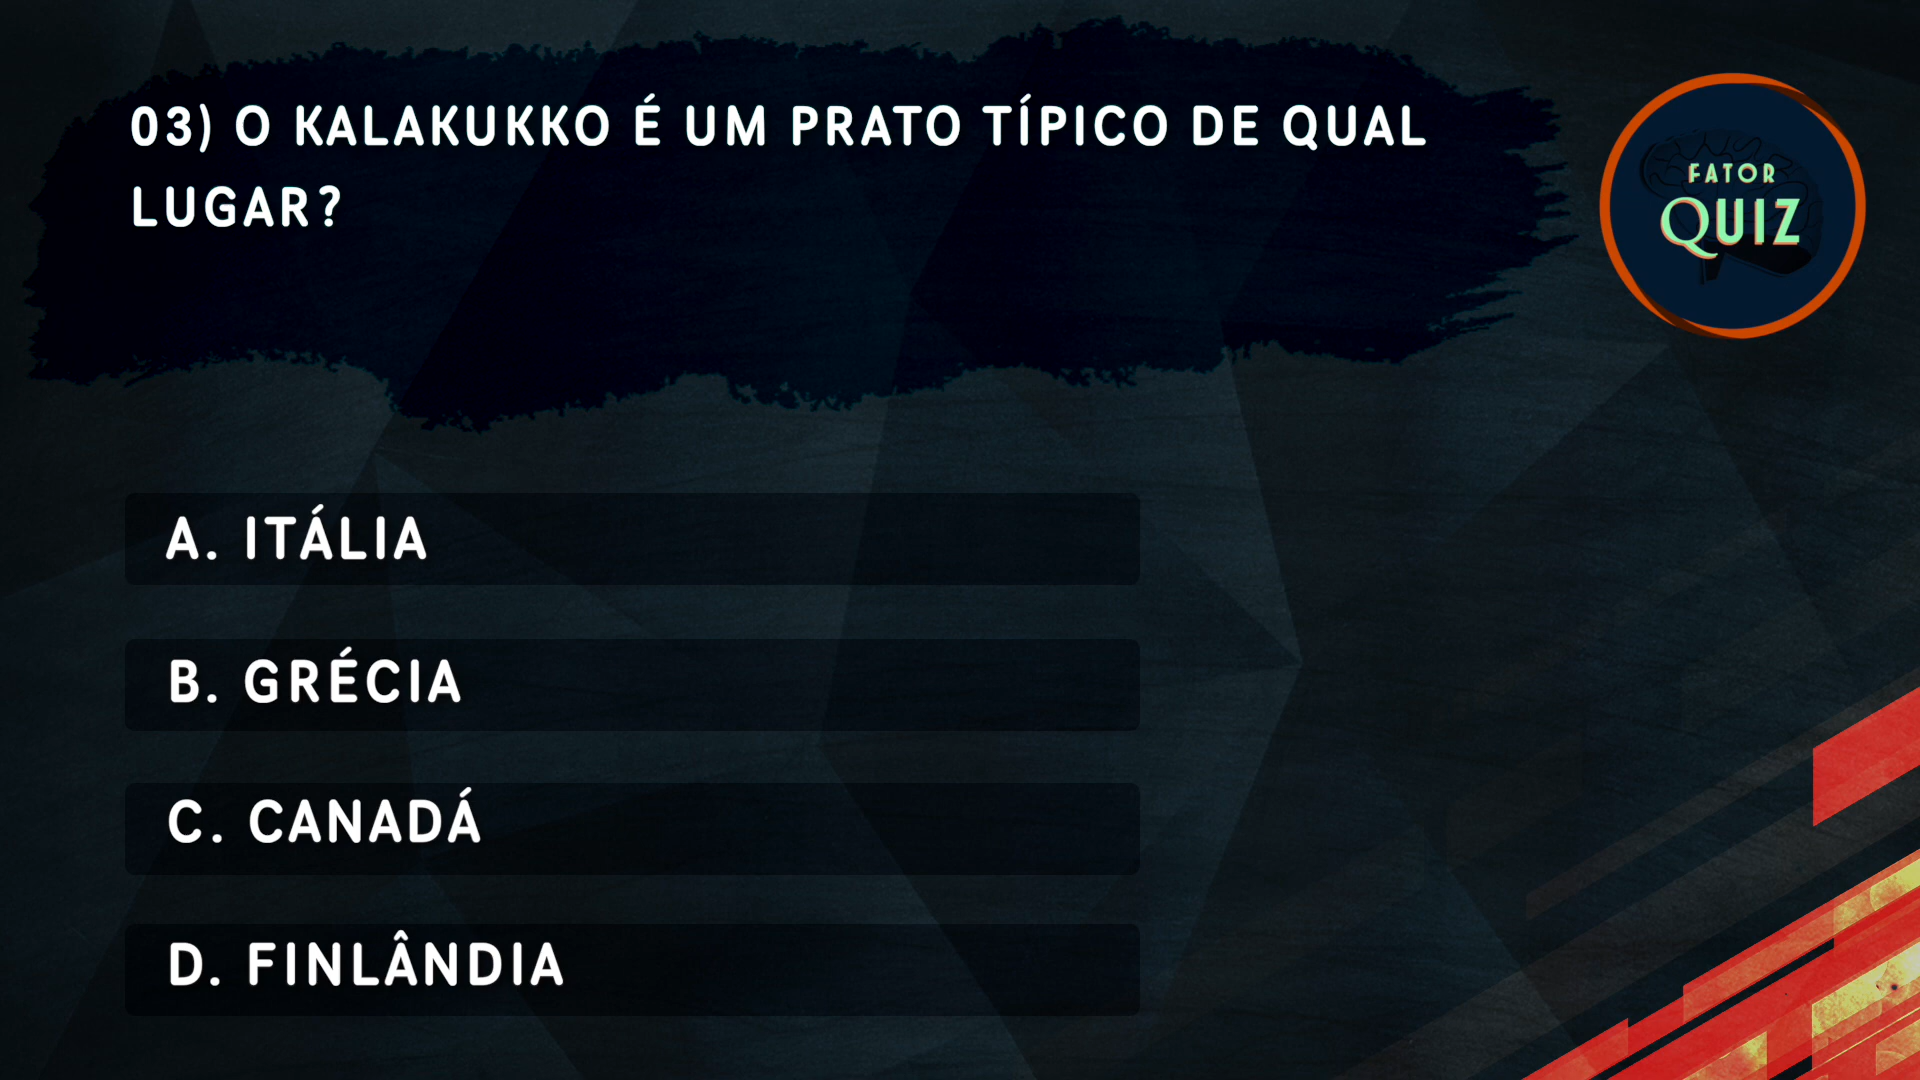 03) O KALAKUKKO É UM PRATO TÍPICO DE QUAL
LUGAR?
FATOR
QUIZ
A. ITÁLIA
B. GRÉCIA
C. CANADÁ
D. FINLÂNDIA